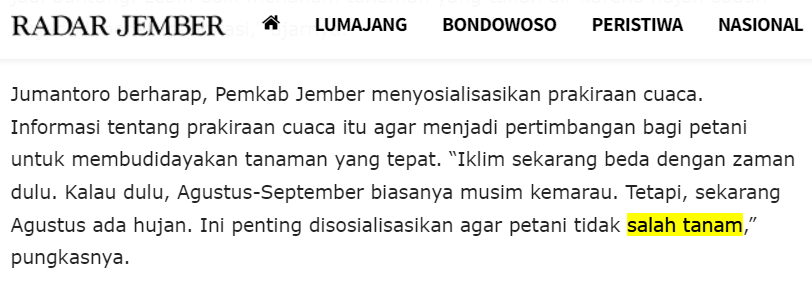 RADAR JEMBER LUMAJANG BONDOWOSO PERISTIWA NASIONAL
Jumantoro berharap, Pemkab Jember menyosialisasikan prakiraan cuaca.
Informasi tentang prakiraan cuaca itu agar menjadi pertimbangan bagi petani
untuk membudidayakan tanaman yang tepat. “Iklim sekarang beda dengan zaman
dulu. Kalau dulu, Agustus-September biasanya musim kemarau. Tetapi, sekarang
Agustus ada hujan. Ini penting disosialisasikan agar petani tidak salah tanam,”
pungkasnya.